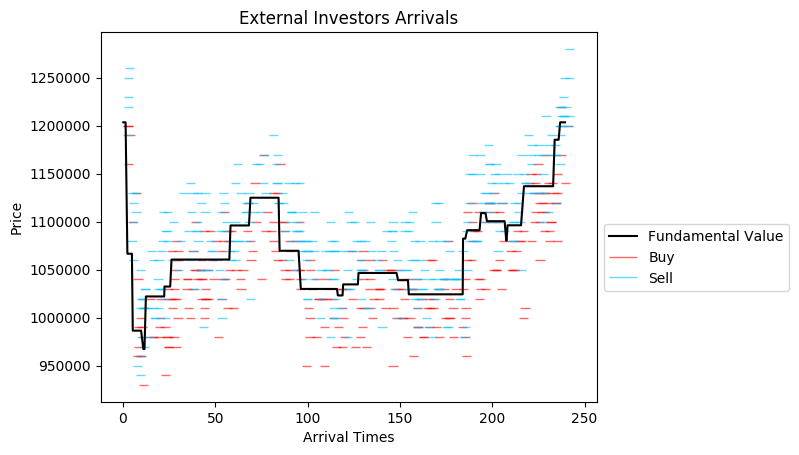 External Investors Arrivals
1250000
1200000
1150000
1100000
1050000
1000000
950000
Price
0 50 100 150 200 250
Arrival Times
Fundamental Value
Buy
Sell